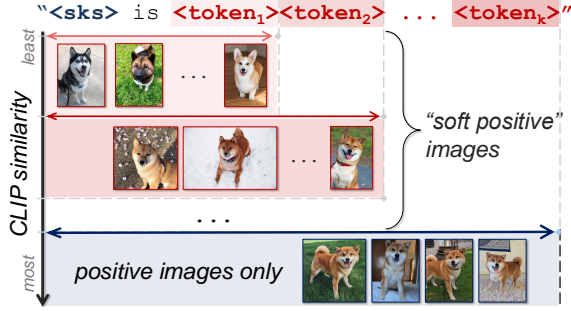 “<sks> is <token₁><token₂> ... <tokenₖ>”
least
CLIP similarity
most
...
“soft positive”
images
...
...
positive images only